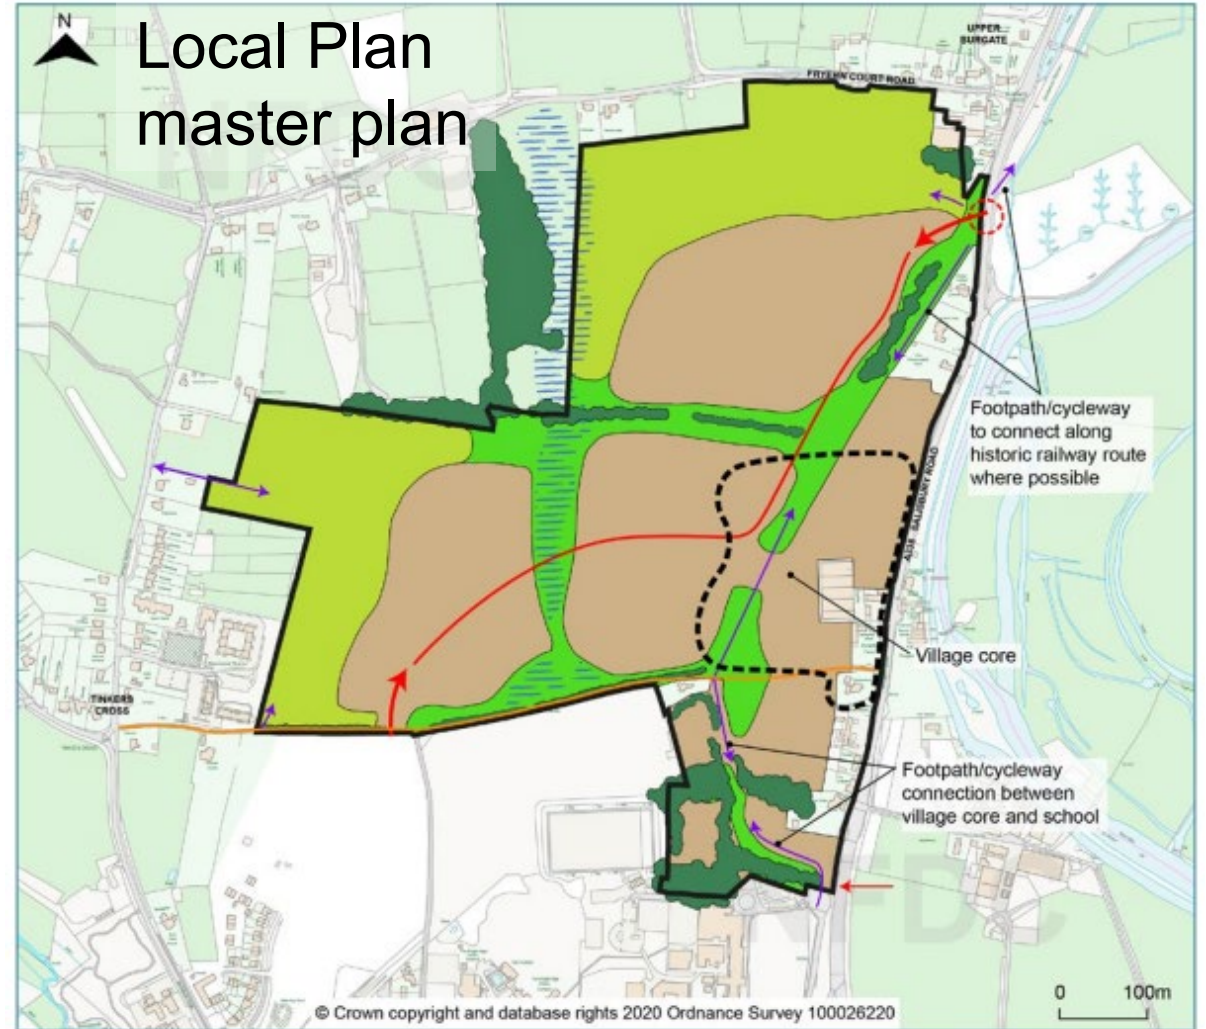 N
Local Plan
master plan
UPPER
BURGATE
FRYERN COURT ROAD
Footpath/cycleway
to connect along
historic railway route
where possible
A338 SALISBURY ROAD
Village core
TINKERS
CROSS
Footpath/cycleway
connection between
village core and school
NFDC
0 100m
© Crown copyright and database rights 2020 Ordnance Survey 100026220